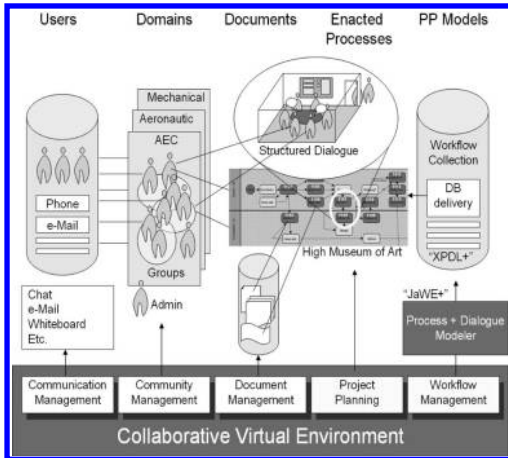 Users
Domains
Documents
Enacted
Processes
PP Models
Mechanical
Aeronautic
AEC
Structured Dialogue
Workflow
Collection
Phone
e-Mail
DB
delivery
High Museum of Art
"XPDL+"
Groups
Chat
e-Mail
Whiteboard
Etc.
Admin
"JaWE+"
Process + Dialogue
Modeler
Communication
Management
Community
Management
Document
Management
Project
Planning
Workflow
Management
Collaborative Virtual Environment